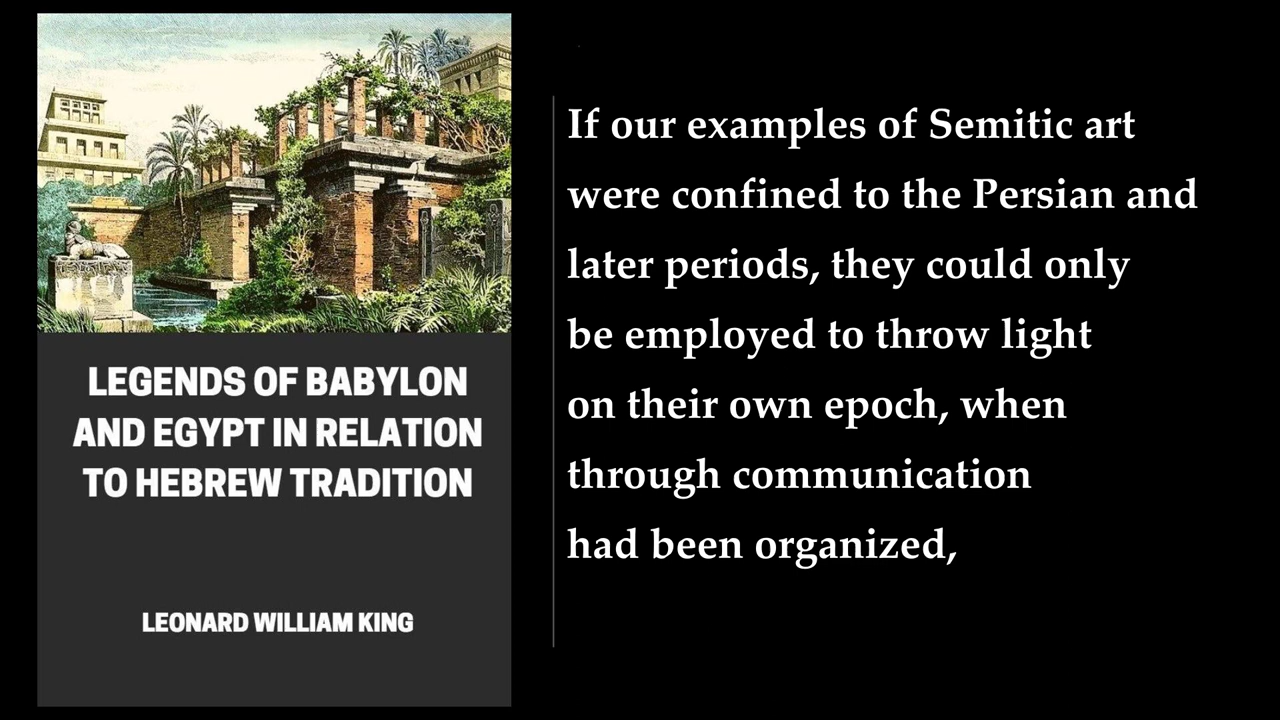 LEGENDS OF BABYLON
AND EGYPT IN RELATION
TO HEBREW TRADITION
LEONARD WILLIAM KING
If our examples of Semitic art
were confined to the Persian and
later periods, they could only
be employed to throw light
on their own epoch, when
through communication
had been organized,